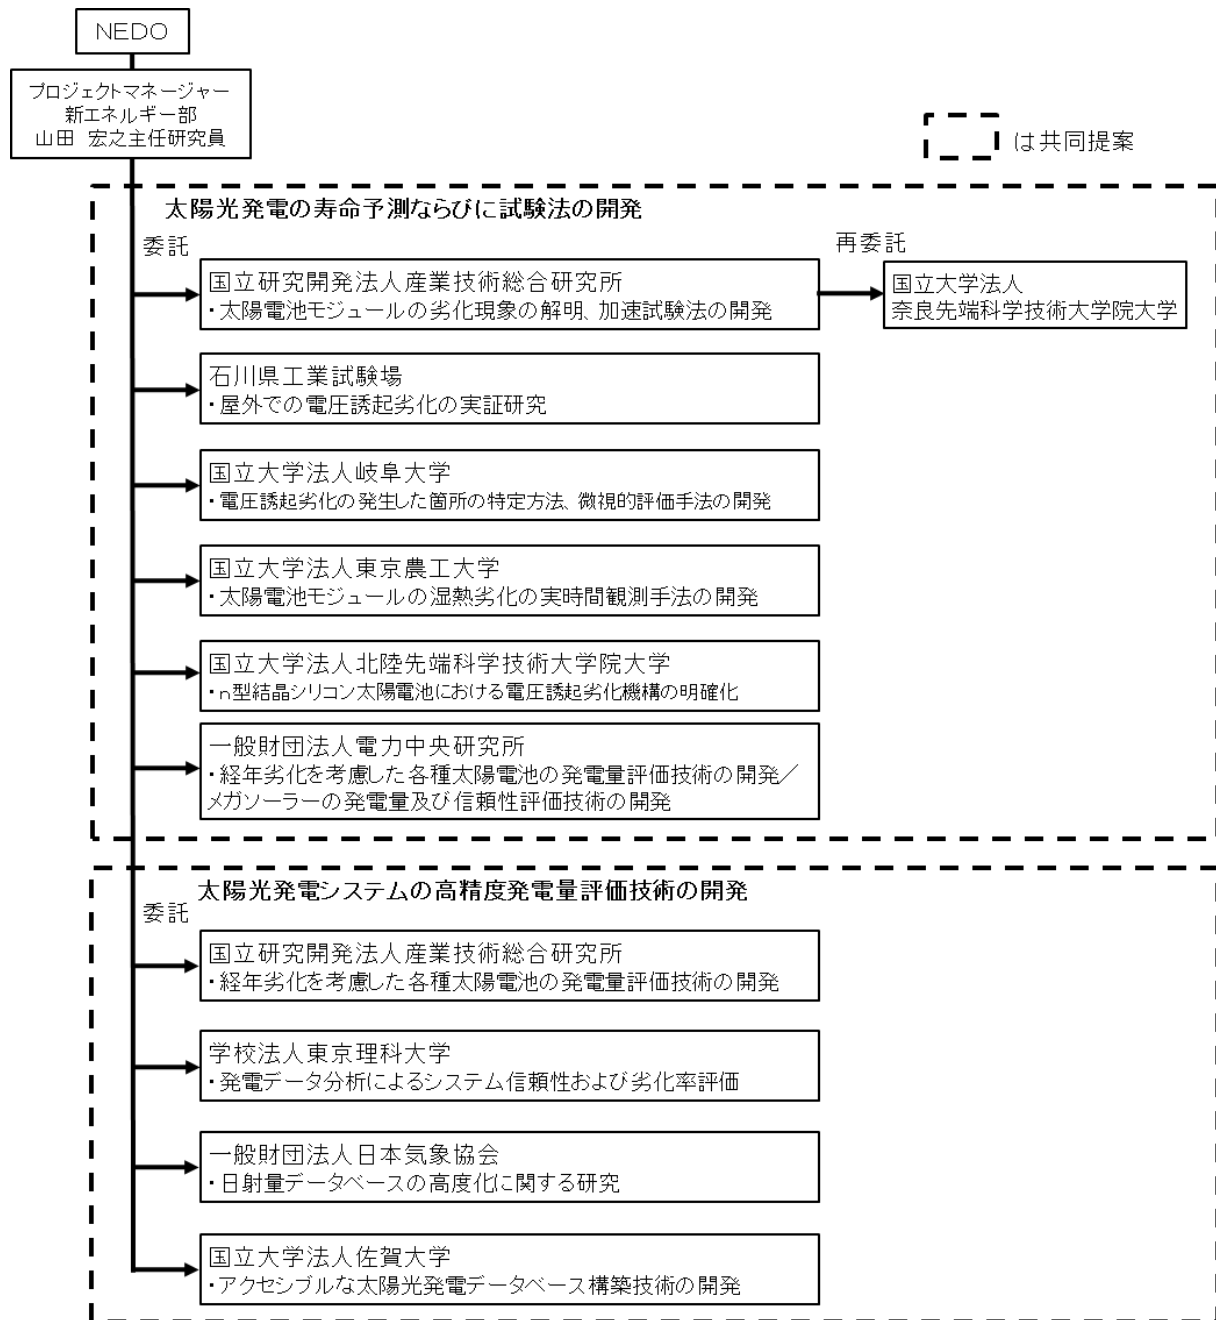 NEDO
プロジェクトマネージャー
新エネルギー部
山田　宏之主任研究員
は共同提案
太陽光発電の寿命予測ならびに試験法の開発
委託
再委託
国立研究開発法人産業技術総合研究所
・太陽電池モジュールの劣化現象の解明、加速試験法の開発
国立大学法人
奈良先端科学技術大学院大学
石川県工業試験場
・屋外での電圧誘起劣化の実証研究
国立大学法人岐阜大学
・電圧誘起劣化の発生した箇所の特定方法、微視的評価手法の開発
国立大学法人東京農工大学
・太陽電池モジュールの湿熱劣化の実時間観測手法の開発
国立大学法人北陸先端科学技術大学院大学
・n型結晶シリコン太陽電池における電圧誘起劣化機構の明確化
一般財団法人電力中央研究所
・経年劣化を考慮した各種太陽電池の発電量評価技術の開発／
メガソーラーの発電量及び信頼性評価技術の開発
太陽光発電システムの高精度発電量評価技術の開発
委託
国立研究開発法人産業技術総合研究所
・経年劣化を考慮した各種太陽電池の発電量評価技術の開発
学校法人東京理科大学
・発電データ分析によるシステム信頼性および劣化率評価
一般財団法人日本気象協会
・日射量データベースの高度化に関する研究
国立大学法人佐賀大学
・アクセシブルな太陽光発電データベース構築技術の開発